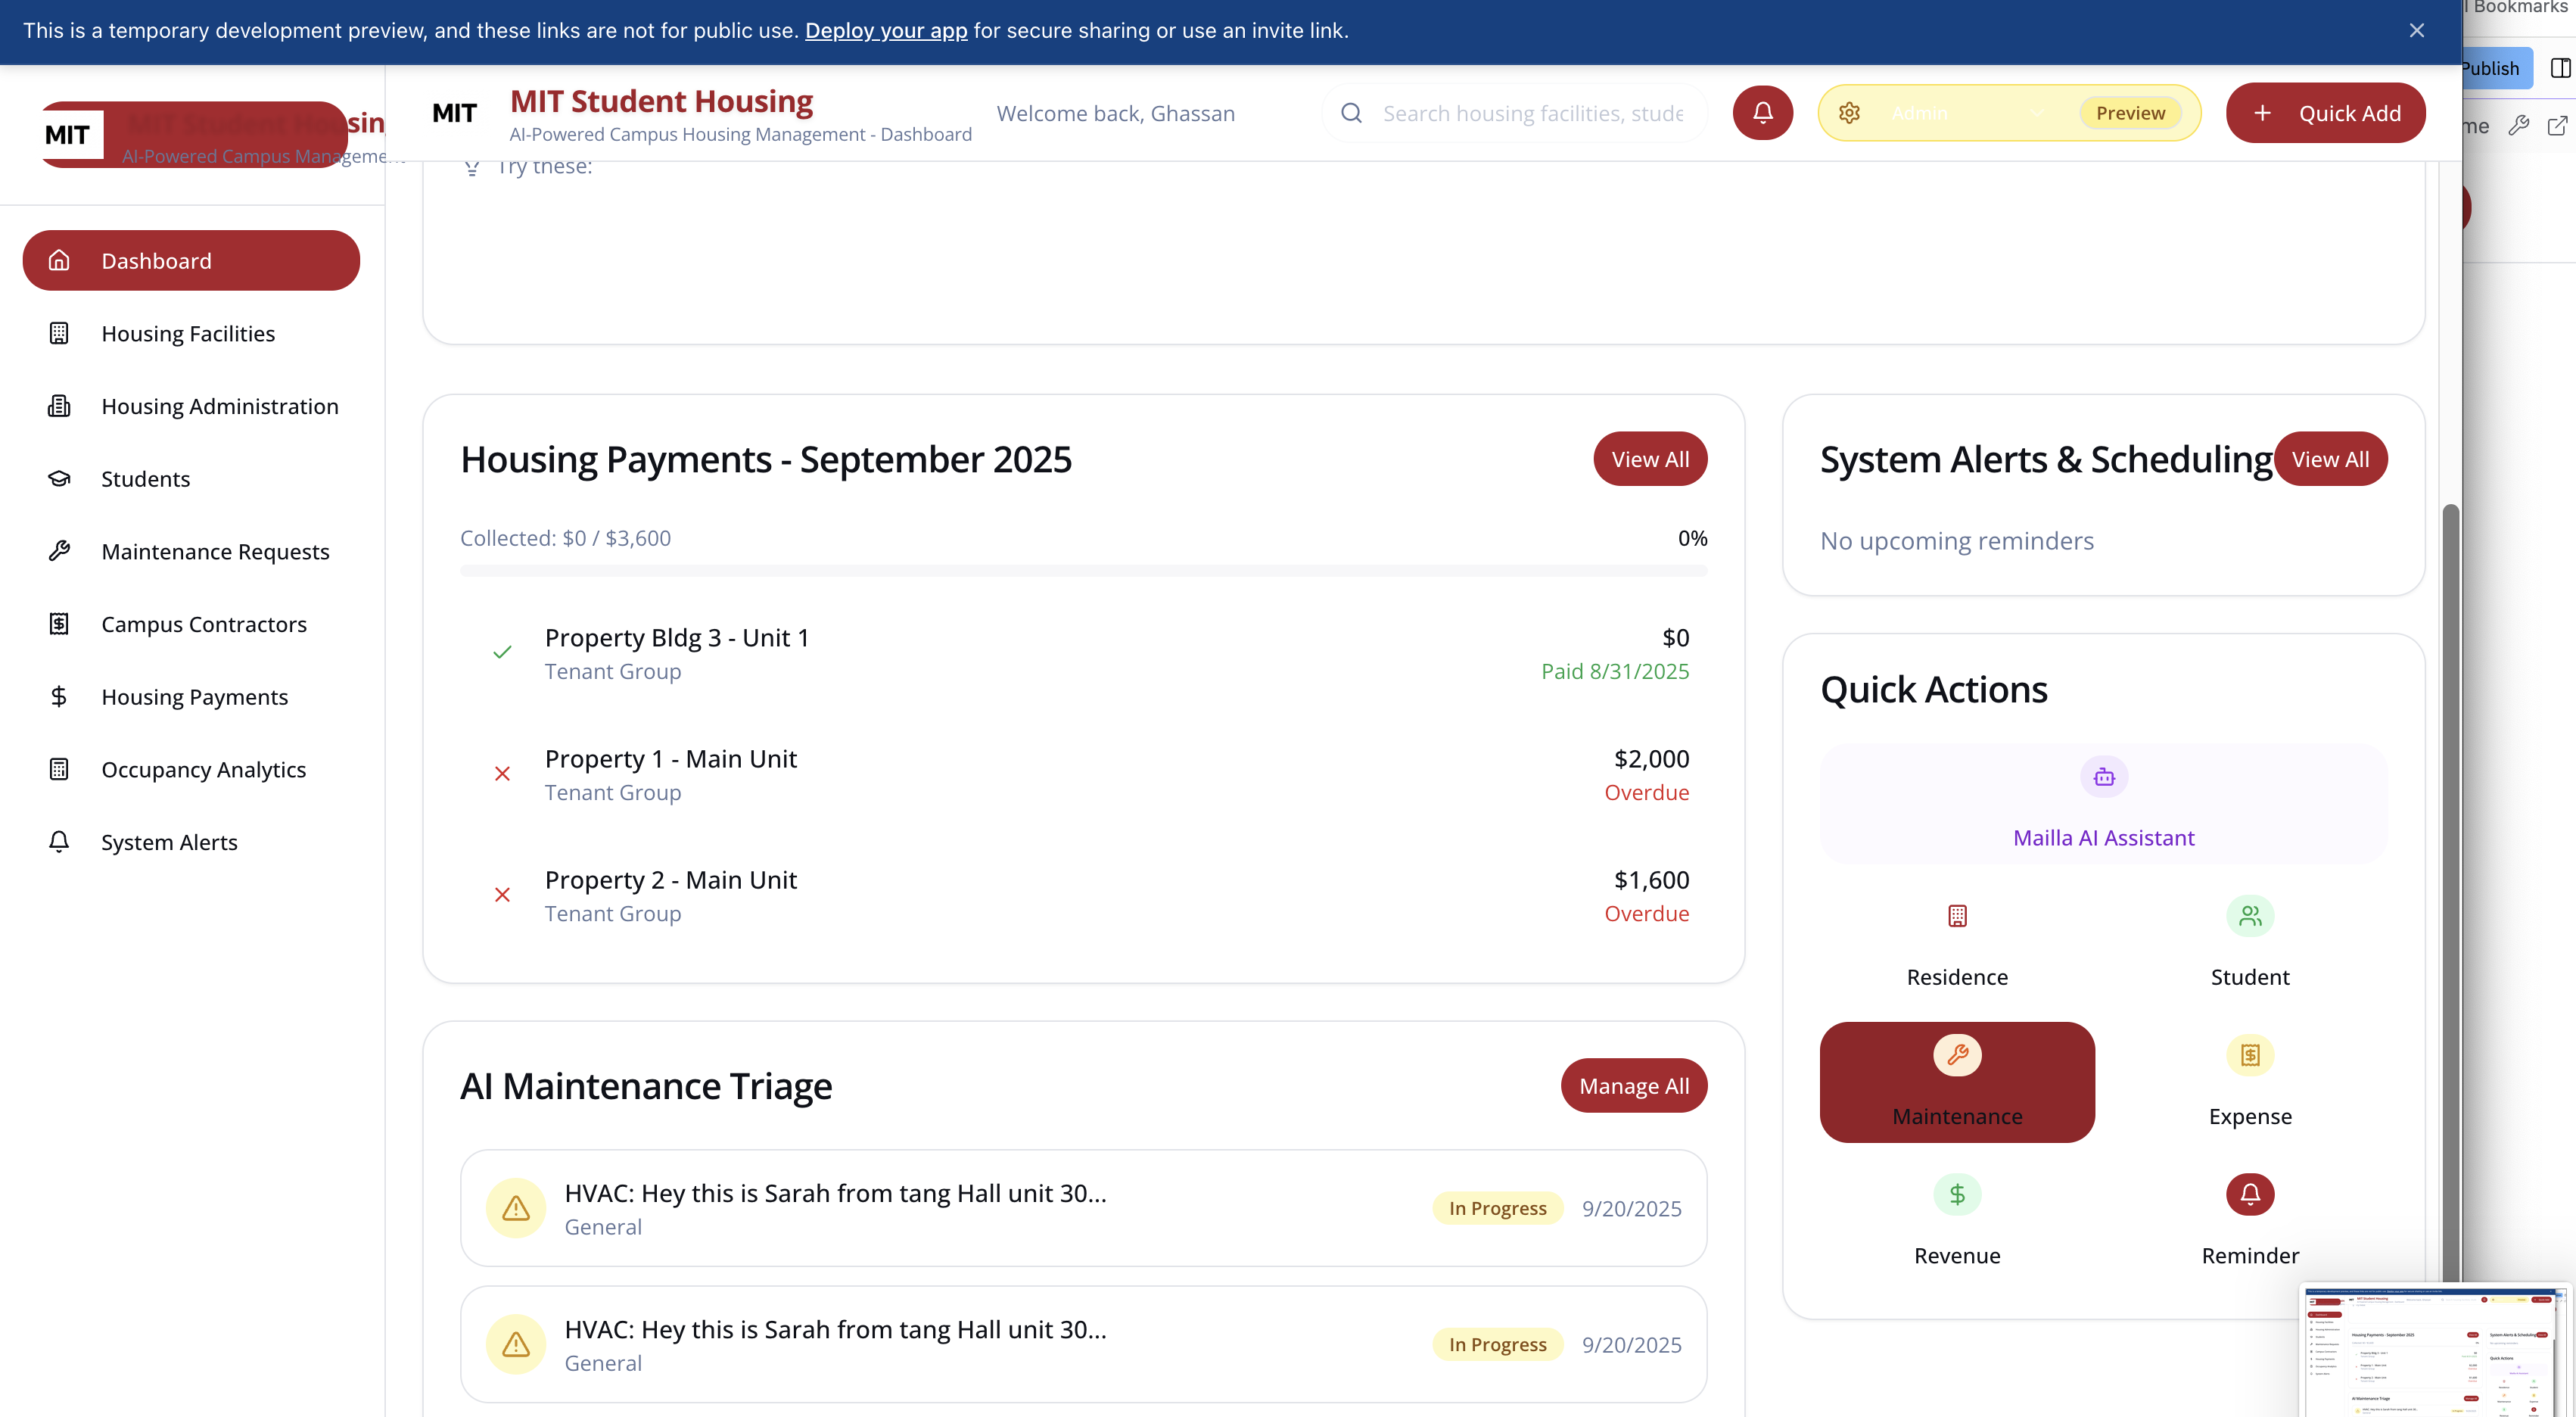 This is a temporary development preview, and these links are not for public use. Deploy your app for secure sharing or use an invite link.
Bookmarks
Publish
me
MIT
MIT Student Housin
AI-Powered Campus Management
Dashboard
Housing Facilities
Housing Administration
Students
Maintenance Requests
Campus Contractors
Housing Payments
Occupancy Analytics
System Alerts
MIT
MIT Student Housing
AI-Powered Campus Housing Management - Dashboard
Welcome back, Ghassan
Search housing facilities, stude
Admin
Preview
Quick Add
Try these:
Housing Payments - September 2025
View All
Collected: $0 / $3,600
0%
Property Bldg 3 - Unit 1
Tenant Group
$0
Paid 8/31/2025
Property 1 - Main Unit
Tenant Group
$2,000
Overdue
Property 2 - Main Unit
Tenant Group
$1,600
Overdue
AI Maintenance Triage
Manage All
HVAC: Hey this is Sarah from tang Hall unit 30...
General
In Progress
9/20/2025
HVAC: Hey this is Sarah from tang Hall unit 30...
General
In Progress
9/20/2025
System Alerts & Scheduling
View All
No upcoming reminders
Quick Actions
Mailla AI Assistant
Residence
Student
Maintenance
Expense
Revenue
Reminder